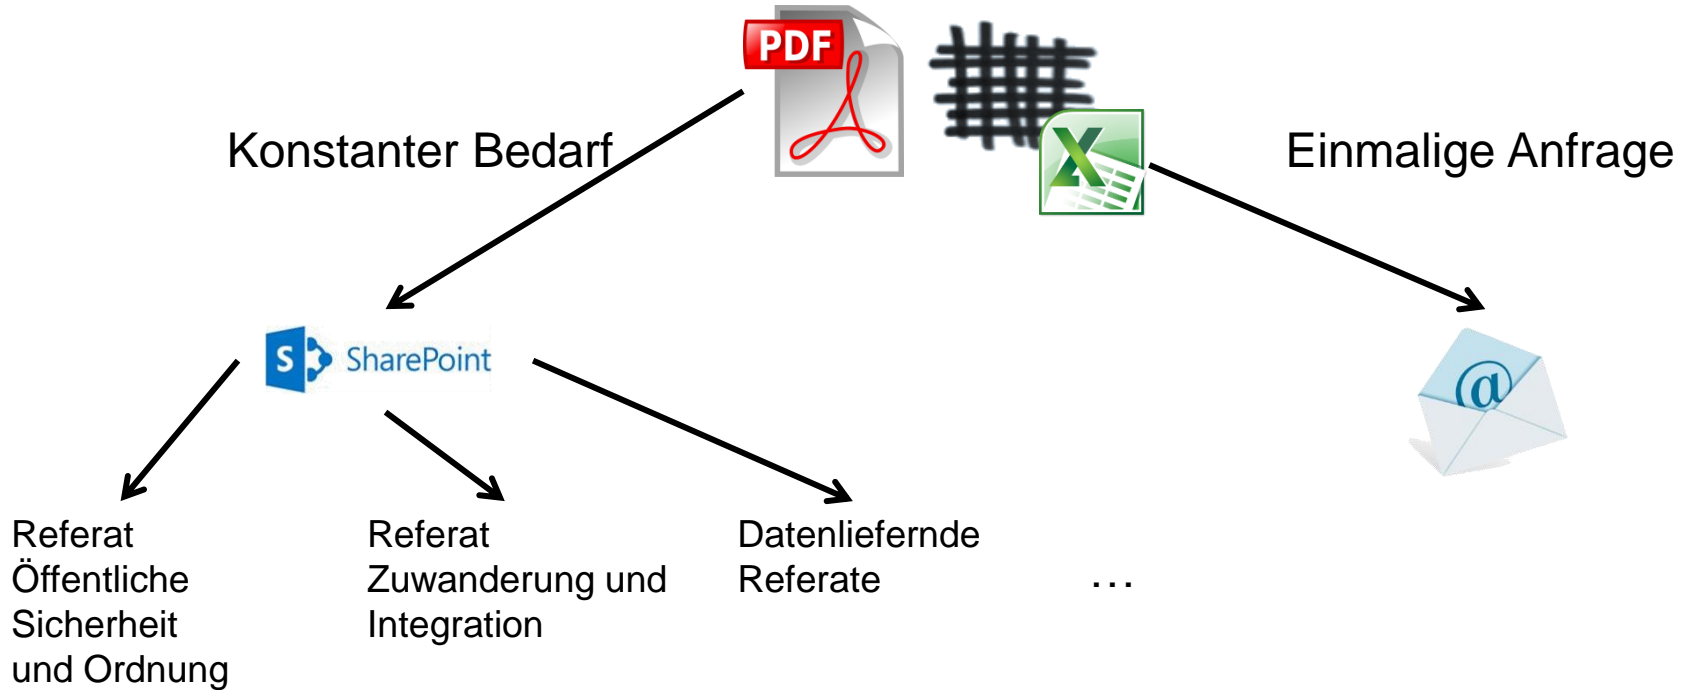 PDF
Konstanter Bedarf
Einmalige Anfrage
X
S
SharePoint
@
Referat
Öffentliche
Sicherheit
und Ordnung
Referat
Zuwanderung und
Integration
Datenliefernde
Referate
...